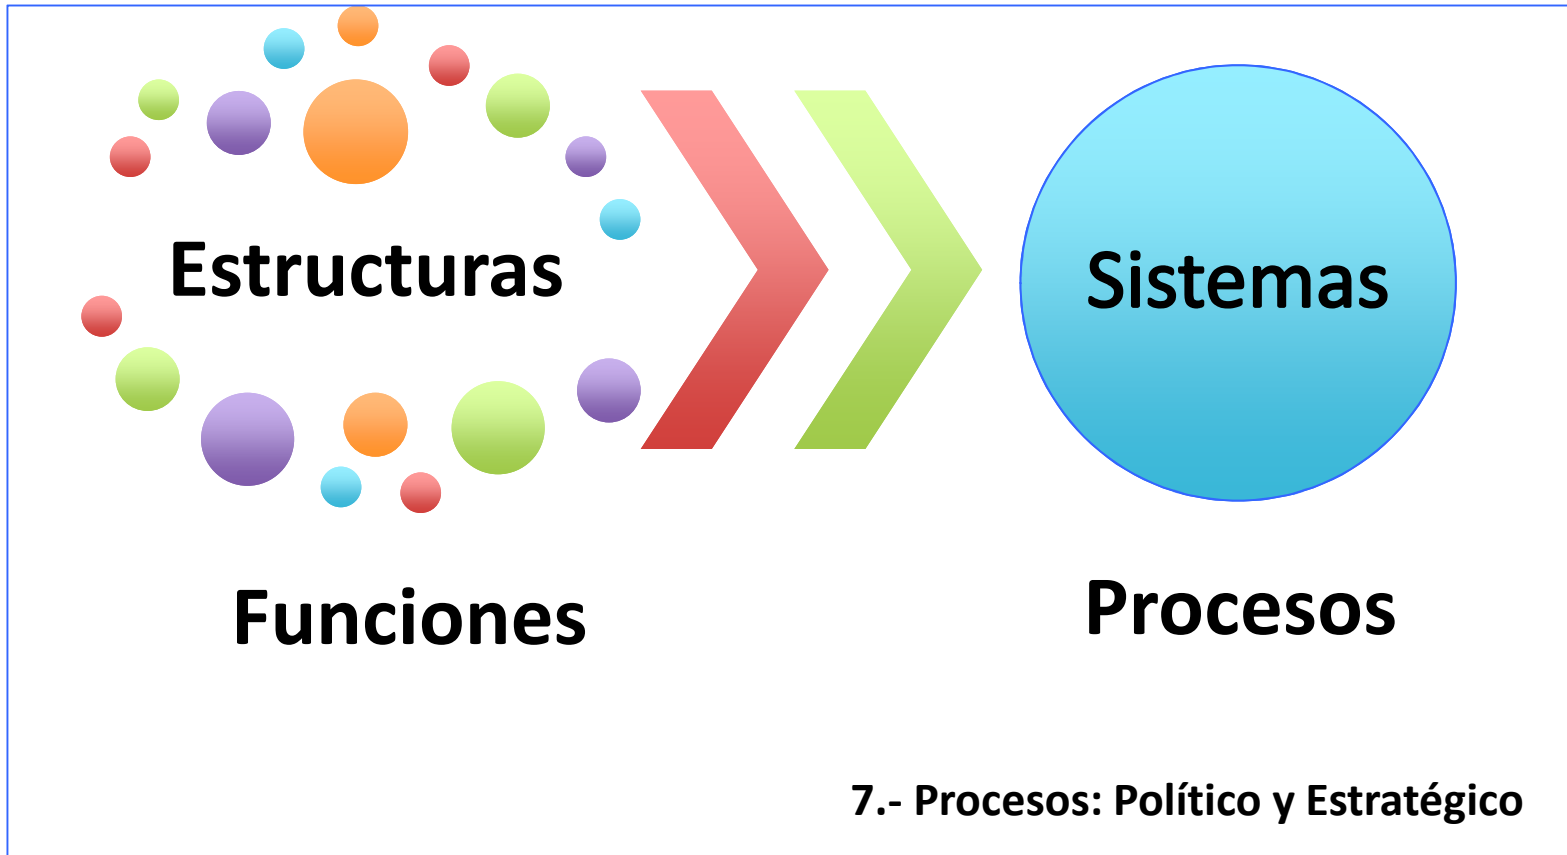 Estructuras
Sistemas
Funciones
Procesos
7.- Procesos: Político y Estratégico